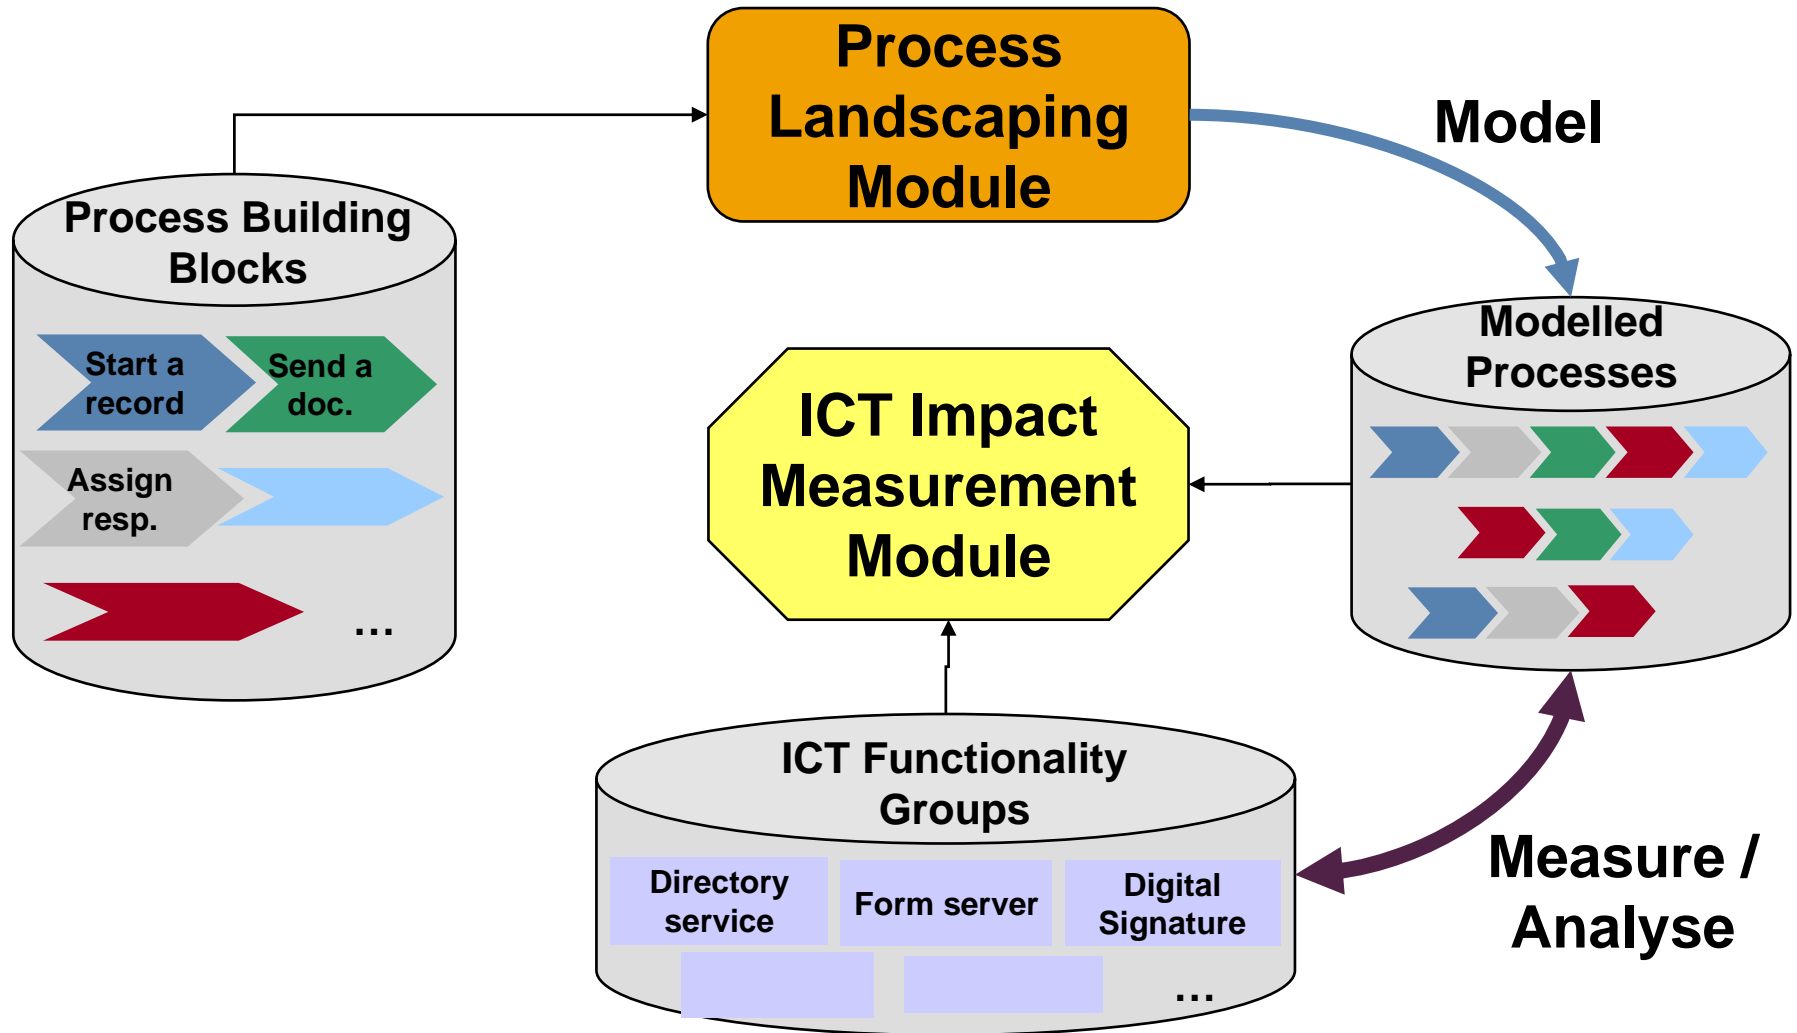 Process
Landscaping
Module
Model
Process Building
Blocks
Start a
record
Send a
doc.
Assign
resp.
…
Modelled
Processes
ICT Impact
Measurement
Module
ICT Functionality
Groups
Directory
service
Form server
Digital
Signature
…
Measure /
Analyse